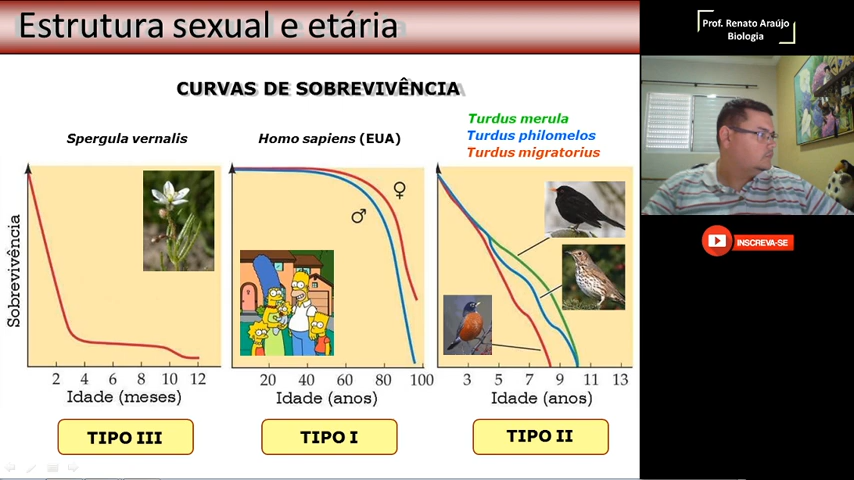 Estrutura sexual e etária
Prof. Renato Araújo
Biologia
CURVAS DE SOBREVIVÊNCIA
Spergula vernalis
Homo sapiens (EUA)
Turdus merula
Turdus philomelos
Turdus migratorius
Sobrevivência
♀
♂
2 4 6 8 10 12
Idade (meses)
20 40 60 80 100
Idade (anos)
3 5 7 9 11 13
Idade (anos)
TIPO III
TIPO I
TIPO II
INSCREVA-SE